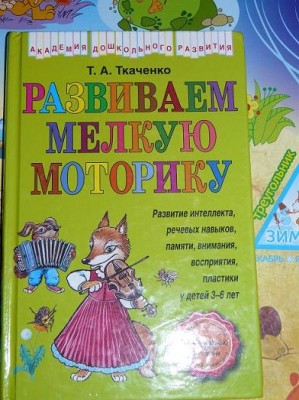 АКАДЕМИЯ ДОШКОЛЬНОГО РАЗВИТИЯ
Т. А. Ткаченко
РАЗВИВАЕМ
МЕЛКУЮ
МОТОРИКУ
Развитие интеллекта,
речевых навыков,
памяти, внимания,
восприятия,
пластики
у детей 3–6 лет
треугольник
ЗИМ
ДЕКАБРЬ